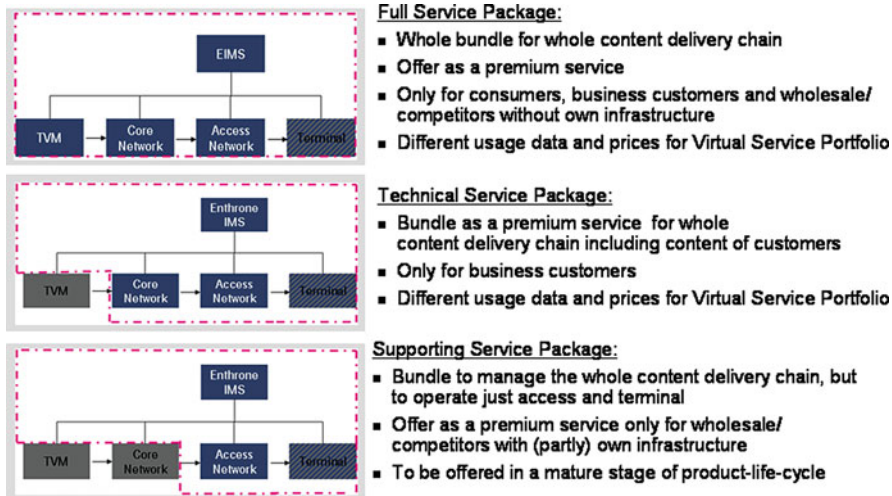 Full Service Package:
EIMS
▪ Whole bundle for whole content delivery chain
▪ Offer as a premium service
▪ Only for consumers, business customers and wholesale/
competitors without own infrastructure
▪ Different usage data and prices for Virtual Service Portfolio
TVM
Core
Network
Access
Network
Terminal
Technical Service Package:
Enthrone
IMS
▪ Bundle as a premium service for whole
content delivery chain including content of customers
▪ Only for business customers
▪ Different usage data and prices for Virtual Service Portfolio
TVM
Core
Network
Access
Network
Terminal
Supporting Service Package:
Enthrone
IMS
▪ Bundle to manage the whole content delivery chain, but
to operate just access and terminal
▪ Offer as a premium service only for wholesale/
competitors with (partly) own infrastructure
▪ To be offered in a mature stage of product-life-cycle
TVM
Core
Network
Access
Network
Terminal